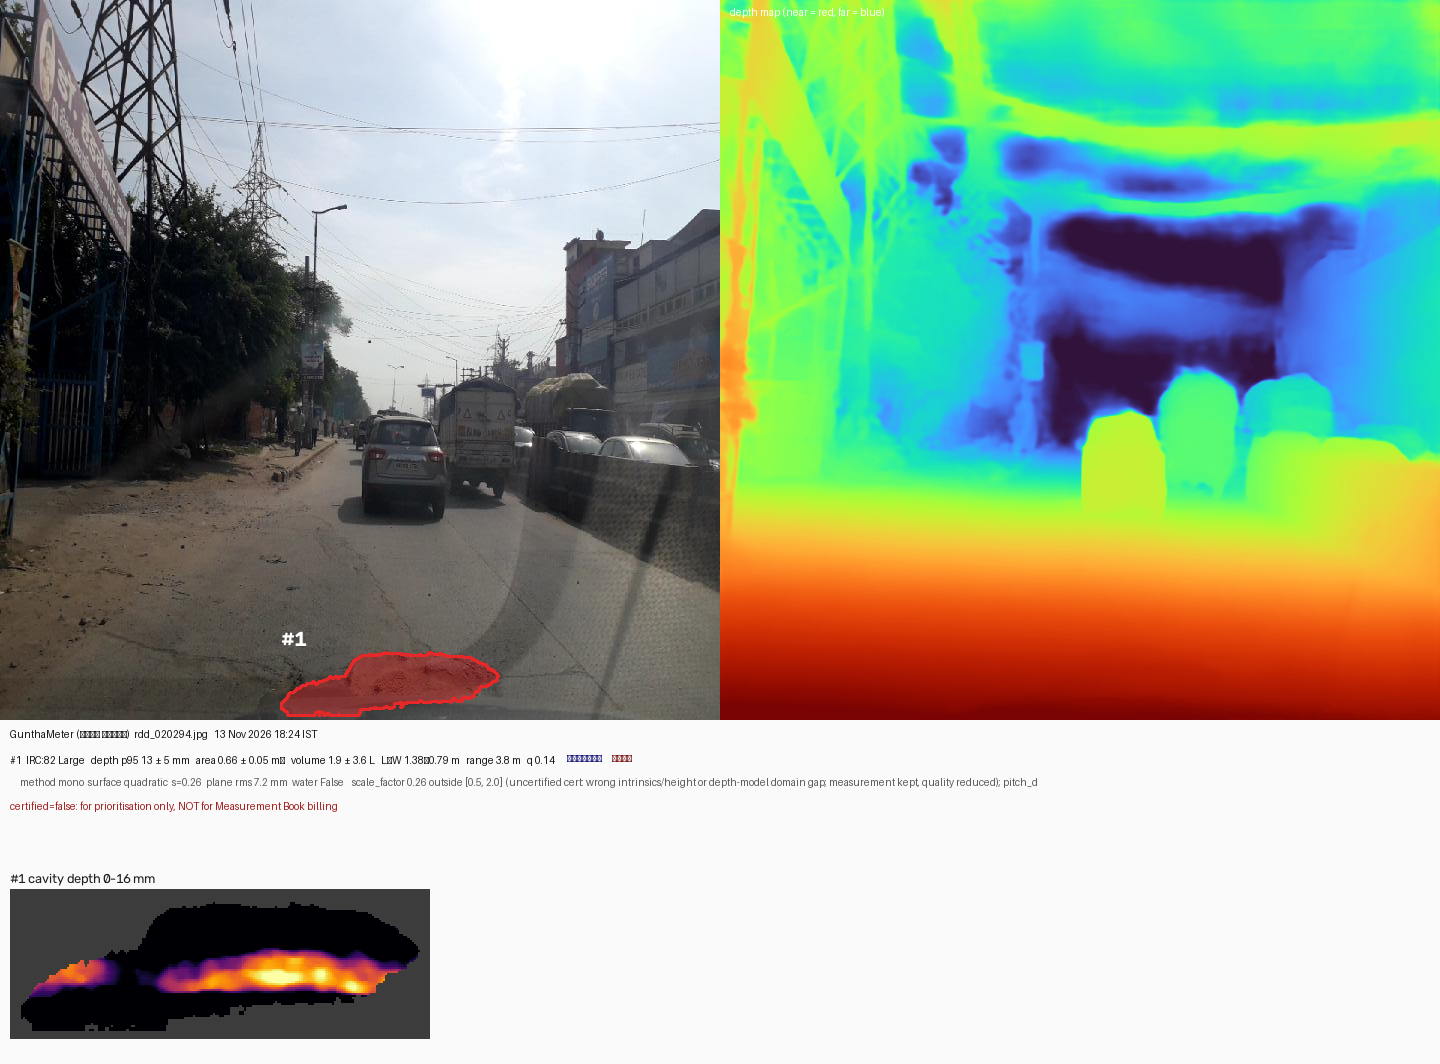 depth map (near = red, far = blue)
#1
GunthaMeter ( ) rdd_020294.jpg 13 Nov 2026 18:24 IST
#1 IRC:82 Large depth p95 13 ± 5 mm area 0.66 ± 0.05 m volume 1.9 ± 3.6 L L W 1.38 0.79 m range 3.8 m q 0.14
method mono surface quadratic s=0.26 plane rms 7.2 mm water False scale_factor 0.26 outside [0.5, 2.0] (uncertified cert: wrong intrinsics/height or depth-model domain gap; measurement kept, quality reduced); pitch_d
certified=false: for prioritisation only, NOT for Measurement Book billing
#1 cavity depth 0-16 mm